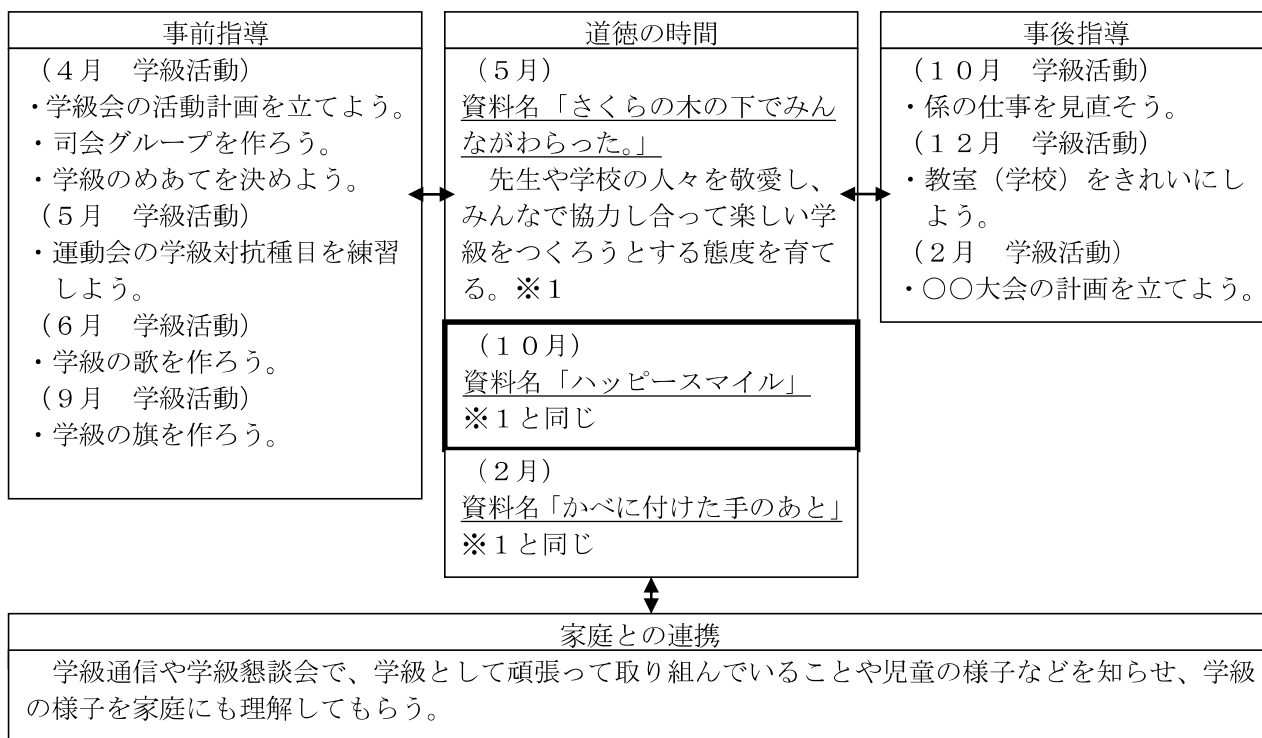 事前指導
（４月　学級活動）
・学級会の活動計画を立てよう。
・司会グループを作ろう。
・学級のめあてを決めよう。
（５月　学級活動）
・運動会の学級対抗種目を練習
しよう。
（６月　学級活動）
・学級の歌を作ろう。
（９月　学級活動）
・学級の旗を作ろう。
道徳の時間
（５月）
資料名「さくらの木の下でみん
ながわらった。」
　先生や学校の人々を敬愛し、
みんなで協力し合って楽しい学
級をつくろうとする態度を育て
る。※１
（１０月）
資料名「ハッピースマイル」
※１と同じ
（２月）
資料名「かべに付けた手のあと」
※１と同じ
事後指導
（１０月　学級活動）
・係の仕事を見直そう。
（１２月　学級活動）
・教室（学校）をきれいにし
よう。
（２月　学級活動）
・○○大会の計画を立てよう。
家庭との連携
　学級通信や学級懇談会で、学級として頑張って取り組んでいることや児童の様子などを知らせ、学級
の様子を家庭にも理解してもらう。